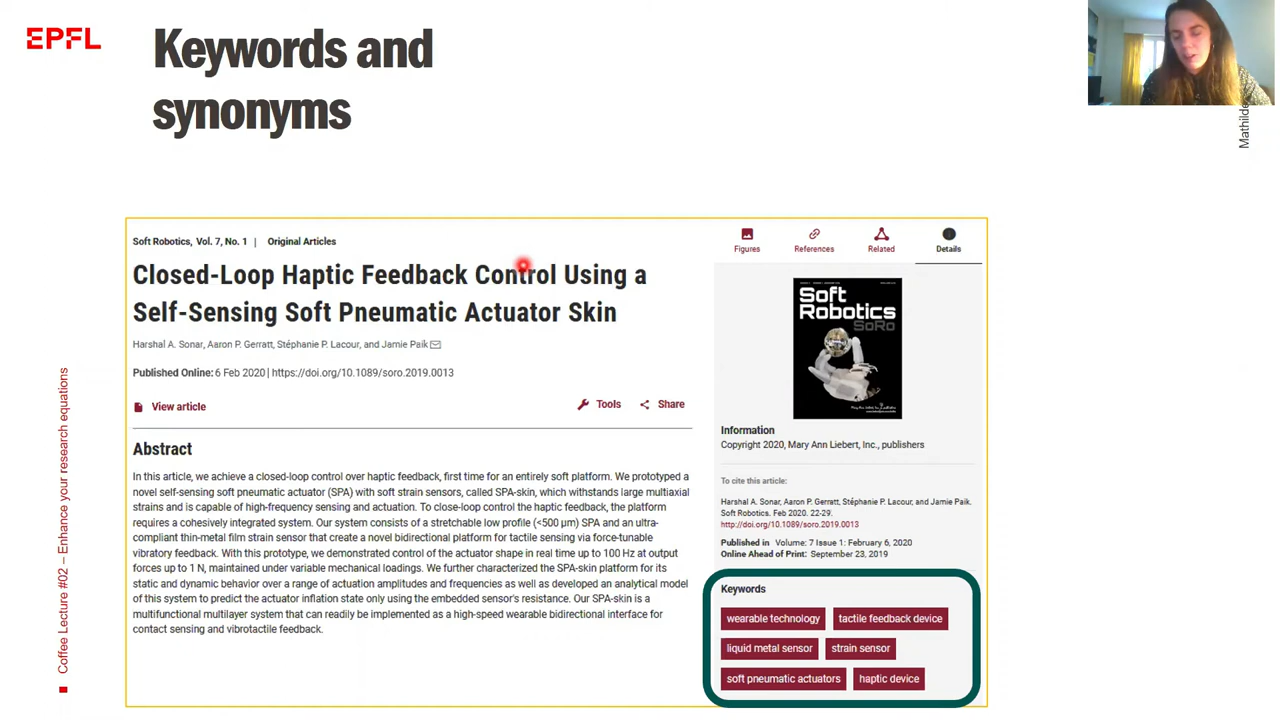 EPFL
Keywords and
synonyms
Mathilde
Coffee Lecture #02 – Enhance your research equations
Soft Robotics, Vol. 7, No. 1 | Original Articles
Closed-Loop Haptic Feedback Control Using a
Self-Sensing Soft Pneumatic Actuator Skin
Harshal A. Sonar, Aaron P. Gerratt, Stéphanie P. Lacour, and Jamie Paik
Published Online: 6 Feb 2020 | https://doi.org/10.1089/soro.2019.0013
View article
Tools
Share
Abstract
In this article, we achieve a closed-loop control over haptic feedback, first time for an entirely soft platform. We prototyped a
novel self-sensing soft pneumatic actuator (SPA) with soft strain sensors, called SPA-skin, which withstands large multiaxial
strains and is capable of high-frequency sensing and actuation. To close-loop control the haptic feedback, the platform
requires a cohesively integrated system. Our system consists of a stretchable low profile (<500 μm) SPA and an ultra-
compliant thin-metal film strain sensor that create a novel bidirectional platform for tactile sensing via force-tunable
vibratory feedback. With this prototype, we demonstrated control of the actuator shape in real time up to 100 Hz at output
forces up to 1 N, maintained under variable mechanical loadings. We further characterized the SPA-skin platform for its
static and dynamic behavior over a range of actuation amplitudes and frequencies as well as developed an analytical model
of this system to predict the actuator inflation state only using the embedded sensor's resistance. Our SPA-skin is a
multifunctional multilayer system that can readily be implemented as a high-speed wearable bidirectional interface for
contact sensing and vibrotactile feedback.
Figures
References
Related
Details
Soft
Robotics
SoRo
Information
Copyright 2020, Mary Ann Liebert, Inc., publishers
To cite this article:
Harshal A. Sonar, Aaron P. Gerratt, Stéphanie P. Lacour, and Jamie Paik.
Soft Robotics. Feb 2020. 22-29.
http://doi.org/10.1089/soro.2019.0013
Published in Volume: 7 Issue 1: February 6, 2020
Online Ahead of Print: September 23, 2019
Keywords
wearable technology
tactile feedback device
liquid metal sensor
strain sensor
soft pneumatic actuators
haptic device